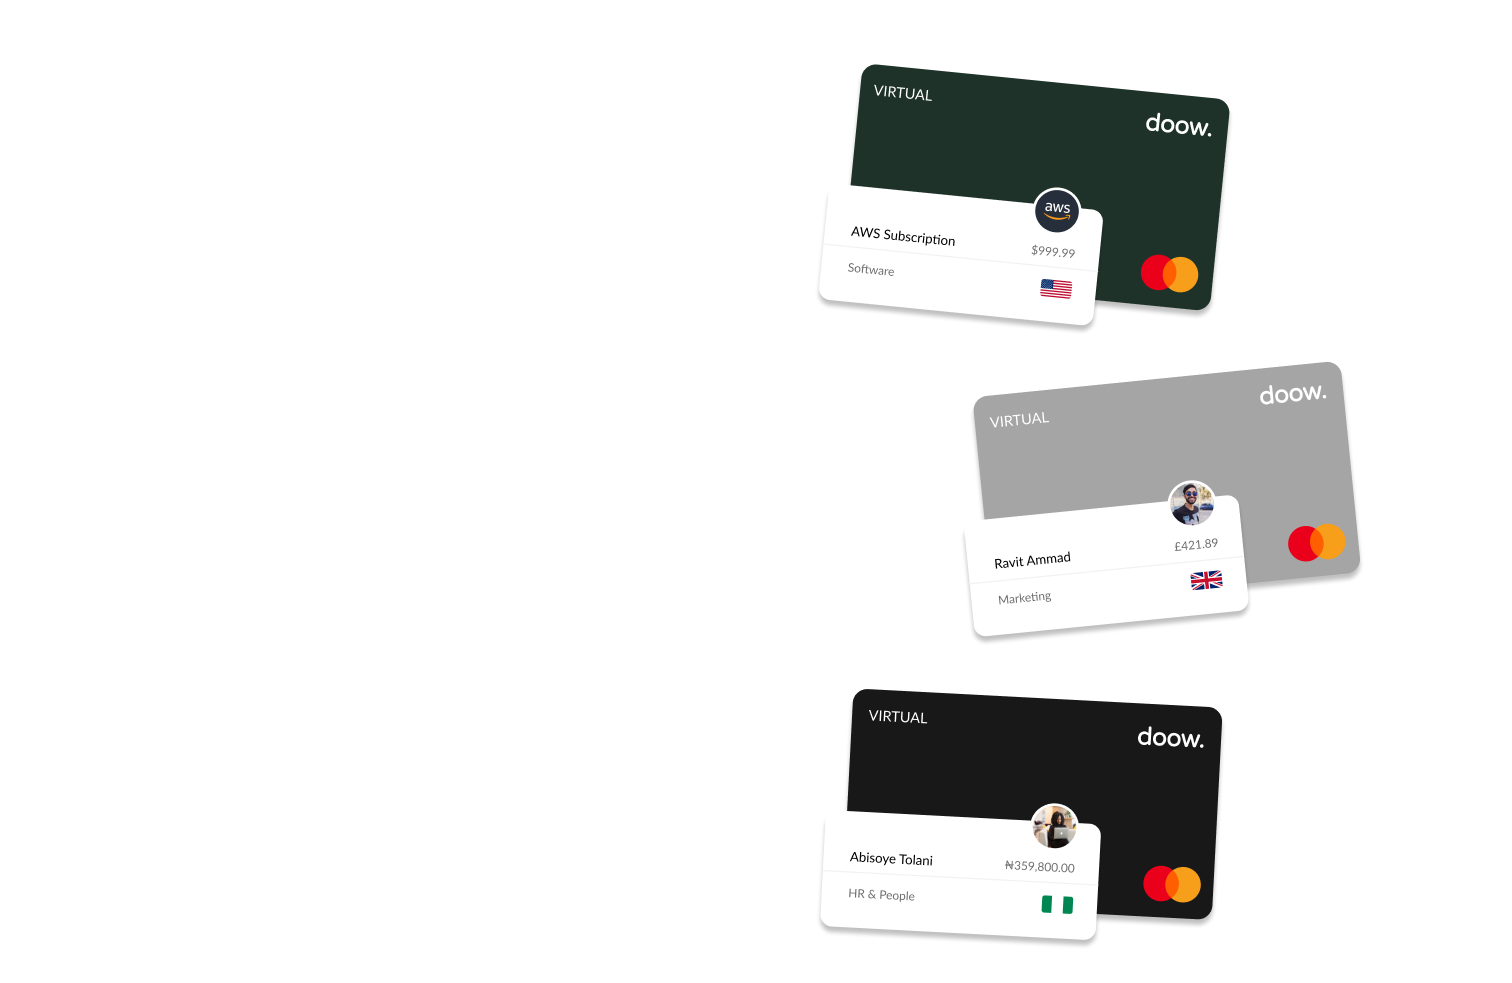 VIRTUAL
doow.
aws
AWS Subscription
$999.99
Software
VIRTUAL
doow.
Ravit Ammad
£421.89
Marketing
VIRTUAL
doow.
Abisoye Tolani
₦359,800.00
HR & People